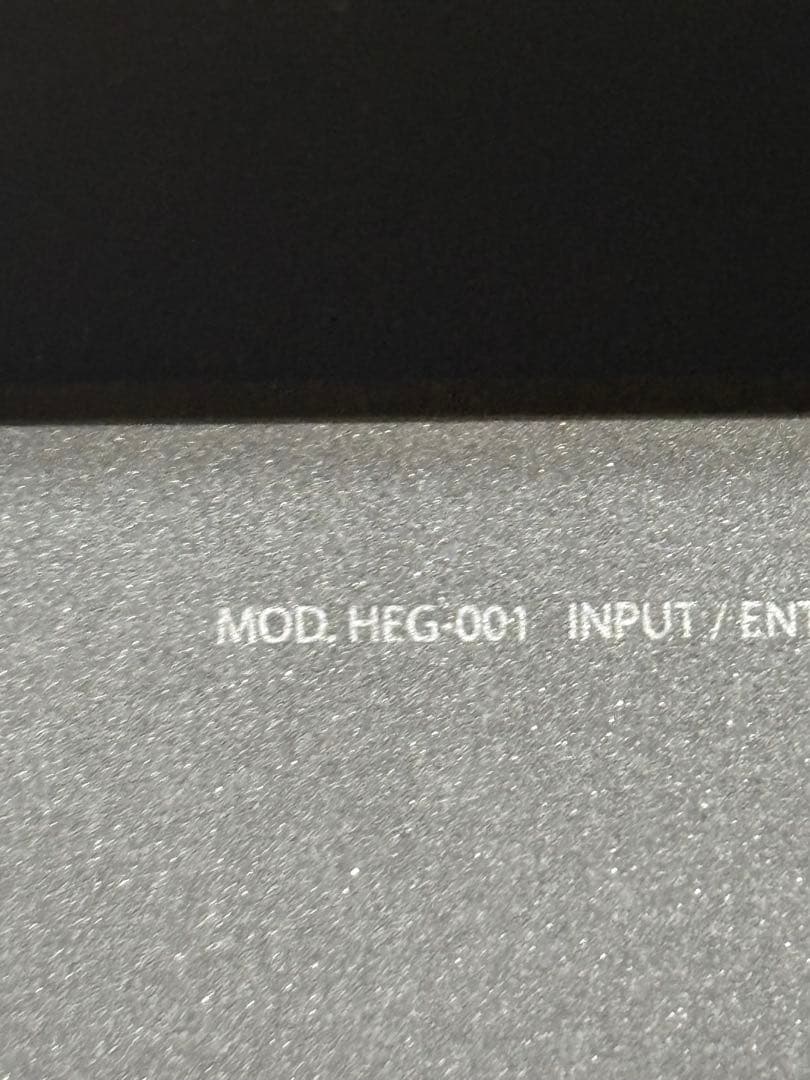 MOD. HEG-001 INPUT / ENT